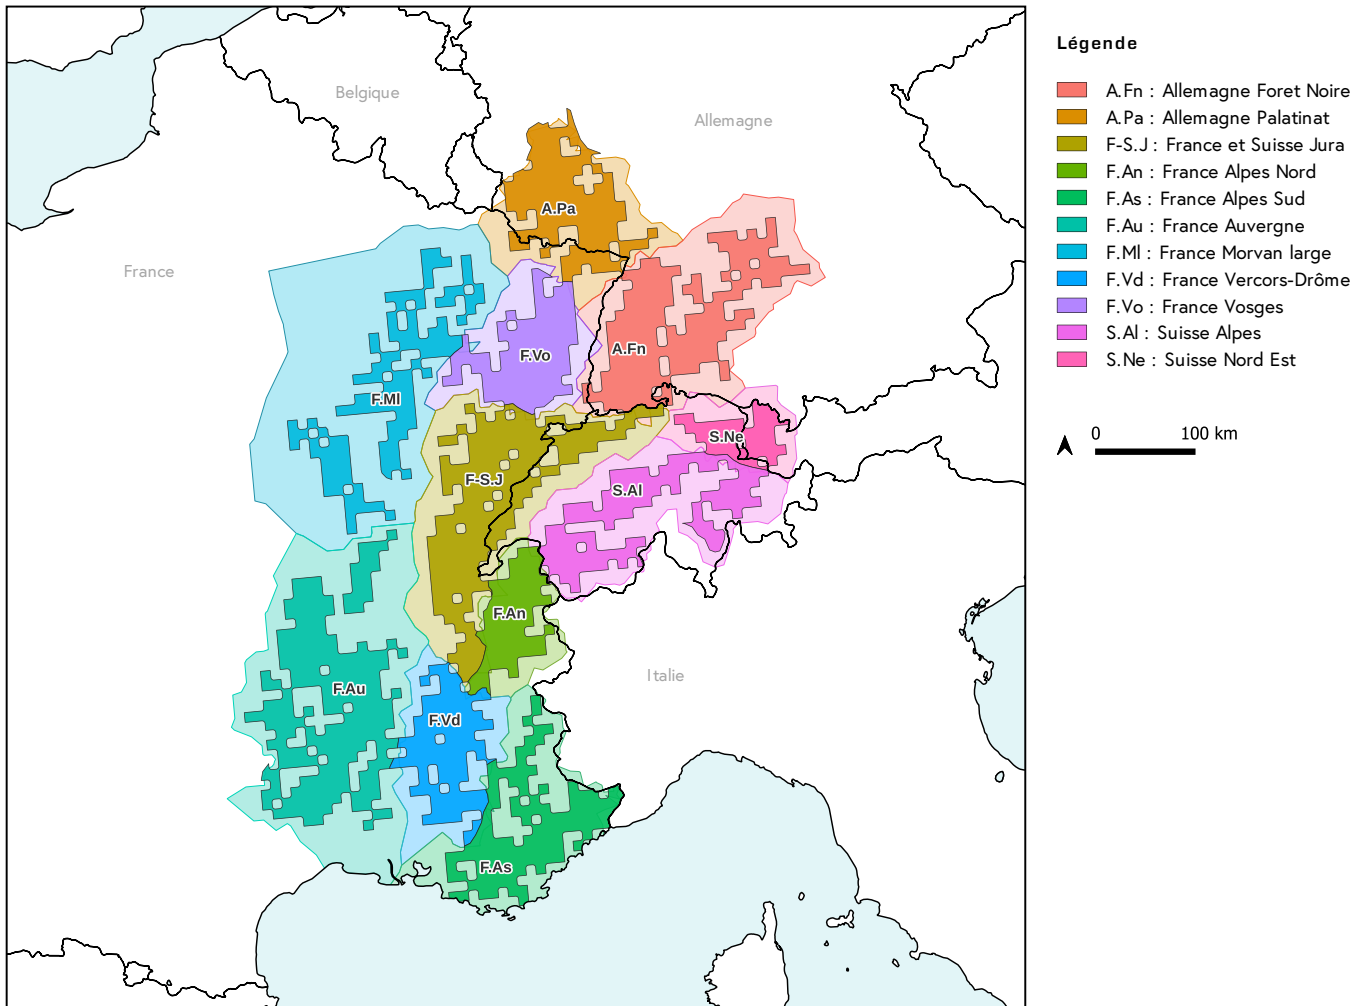 Légende
A.Fn : Allemagne Foret Noire
A.Pa : Allemagne Palatinat
F-S.J : France et Suisse Jura
F.An : France Alpes Nord
F.As : France Alpes Sud
F.Au : France Auvergne
F.Ml : France Morvan large
F.Vd : France Vercors-Drôme
F.Vo : France Vosges
S.Al : Suisse Alpes
S.Ne : Suisse Nord Est
0 100 km
Belgique
Allemagne
A.Pa
France
A.Fn
F.Vo
F.Ml
S.Ne
F-S.J
S.Al
F.An
Italie
F.Au
F.Vd
F.As